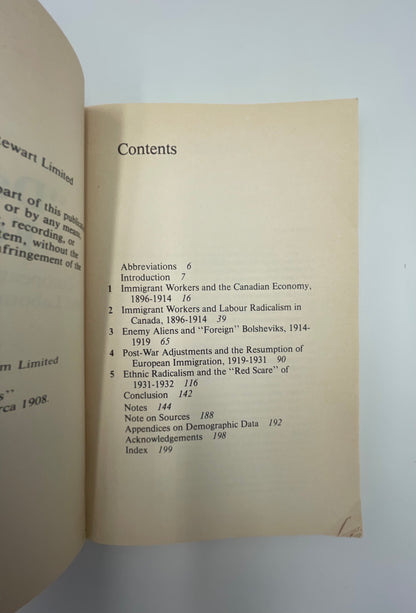 Stewart Limited
part of this publica
or by any means,
, recording, or
tem, without the
nfringement of the
m Limited
s"
rca 1908.
Contents
Abbreviations 6
Introduction 7
1 Immigrant Workers and the Canadian Economy,
1896-1914 16
2 Immigrant Workers and Labour Radicalism in
Canada, 1896-1914 39
3 Enemy Aliens and "Foreign" Bolsheviks, 1914-
1919 65
4 Post-War Adjustments and the Resumption of
European Immigration, 1919-1931 90
5 Ethnic Radicalism and the "Red Scare" of
1931-1932 116
Conclusion 142
Notes 144
Note on Sources 188
Appendices on Demographic Data 192
Acknowledgements 198
Index 199